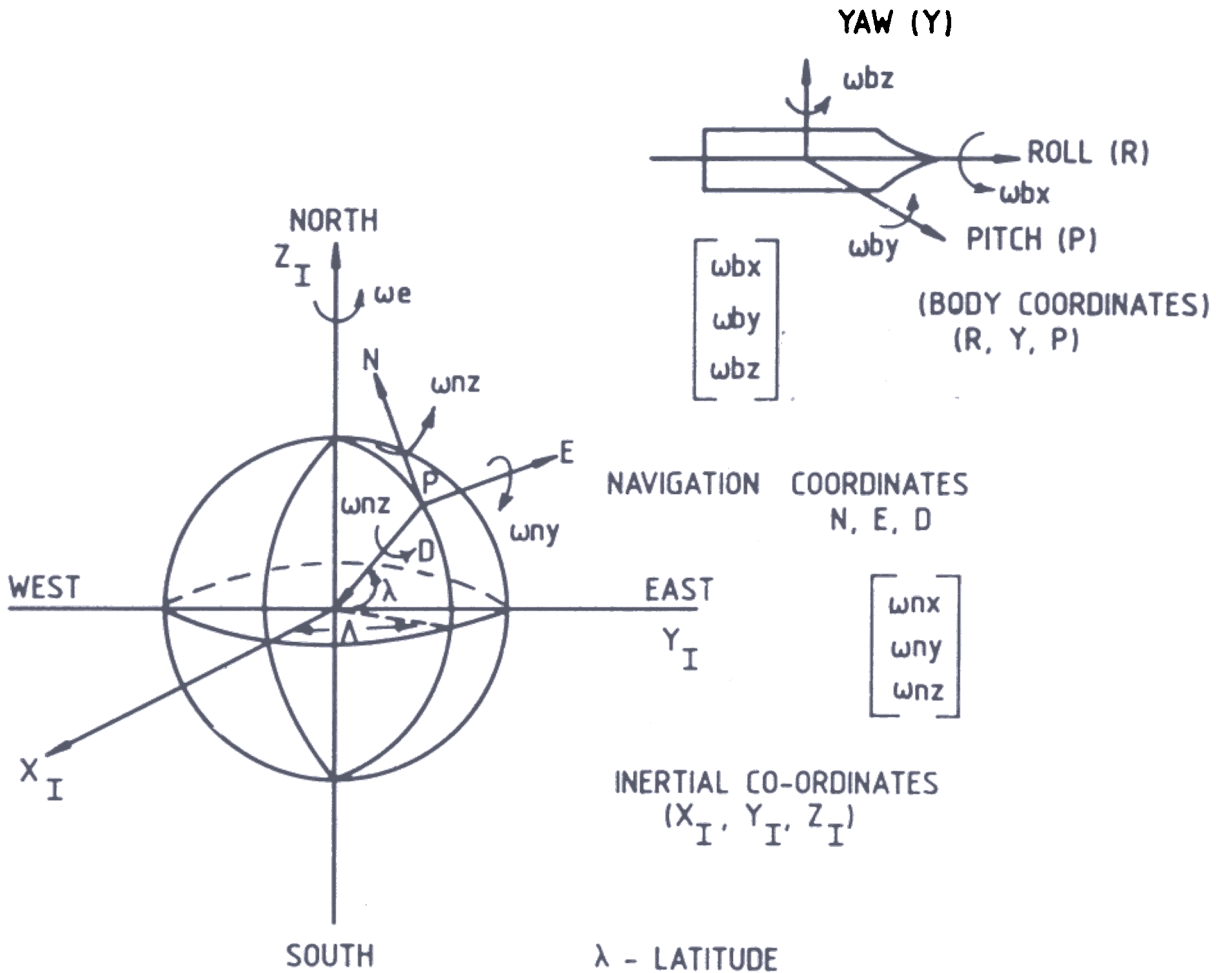 YAW (Y)
ωbz
ROLL (R)
ωbx
ωby
PITCH (P)
ωbx
ωby
ωbz
(BODY COORDINATES)
(R, Y, P)
NORTH
Z_I
ωe
N
ωnz
E
P
ωnz
ωny
D
λ
Λ
NAVIGATION COORDINATES
N, E, D
WEST
EAST
Y_I
ωnx
ωny
ωnz
X_I
INERTIAL CO-ORDINATES
(X_I, Y_I, Z_I)
SOUTH
λ - LATITUDE